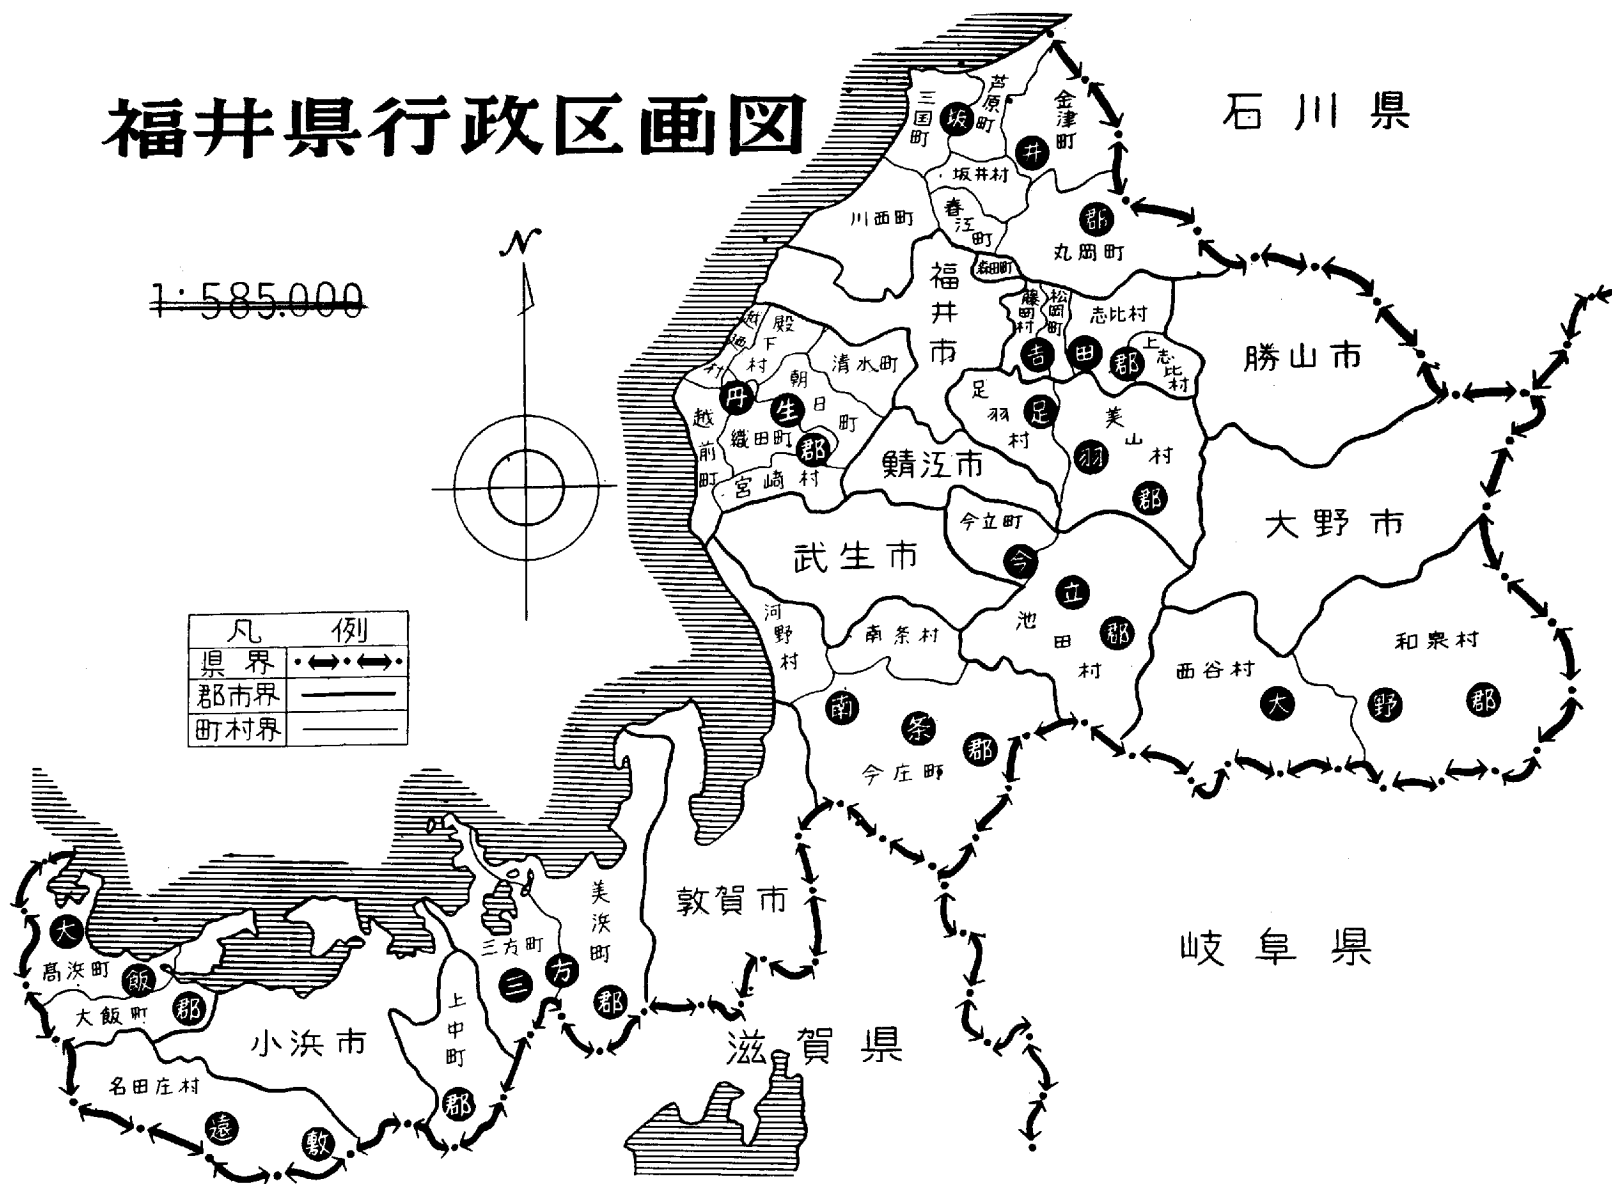 福井県行政区画図
1:585.000
N
凡例
県界
郡市界
町村界
石川県
岐阜県
滋賀県
三国町
芦原町
金津町
坂井村
春江町
川西町
丸岡町
森田町
坂井郡
福井市
藤岡村
松岡町
志比村
上志比村
吉田郡
勝山市
越廼村
殿下村
清水町
朝日町
越前町
織田町
宮崎村
丹生郡
足羽村
美山村
足羽郡
鯖江市
大野市
今立町
池田村
今立郡
武生市
河野村
南条村
今庄町
南条郡
西谷村
和泉村
大野郡
敦賀市
美浜町
三方町
三方郡
上中町
小浜市
名田庄村
遠敷郡
高浜町
大飯町
大飯郡